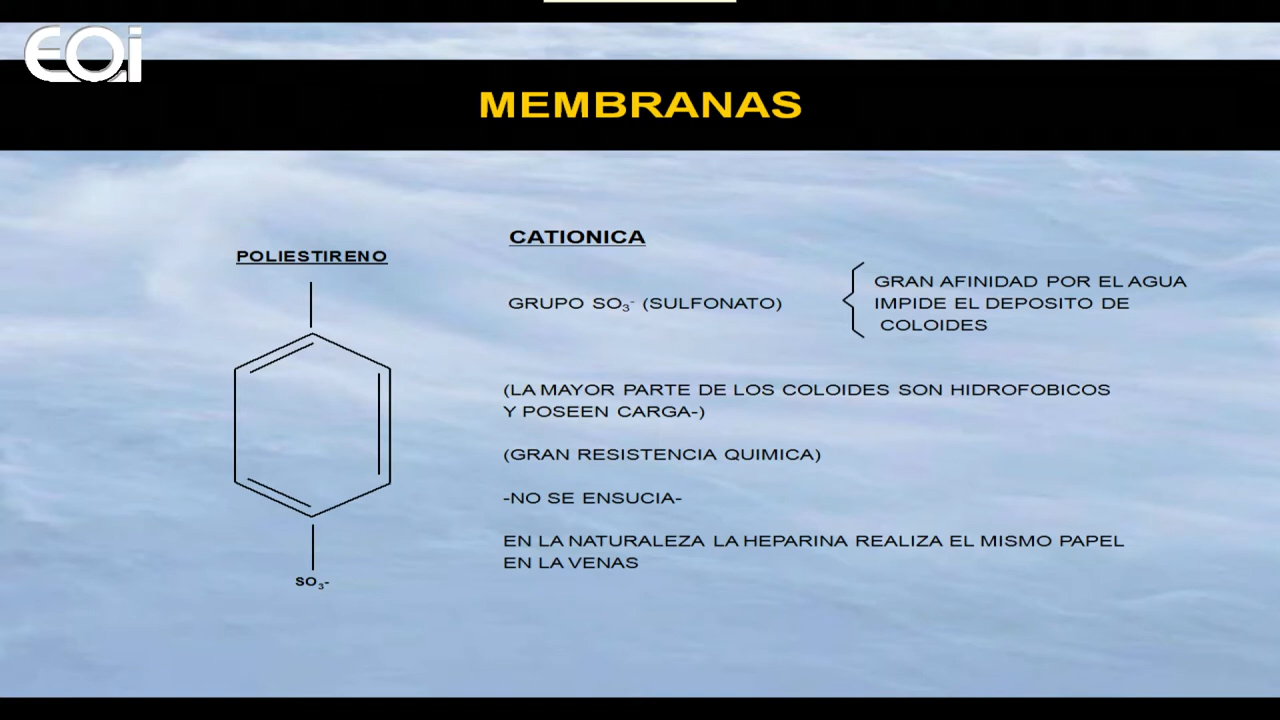 EOi
MEMBRANAS
POLIESTIRENO
SO3-
CATIONICA
GRUPO SO3- (SULFONATO)
GRAN AFINIDAD POR EL AGUA
IMPIDE EL DEPOSITO DE
COLOIDES
(LA MAYOR PARTE DE LOS COLOIDES SON HIDROFOBICOS
Y POSEEN CARGA-)
(GRAN RESISTENCIA QUIMICA)
-NO SE ENSUCIA-
EN LA NATURALEZA LA HEPARINA REALIZA EL MISMO PAPEL
EN LA VENAS